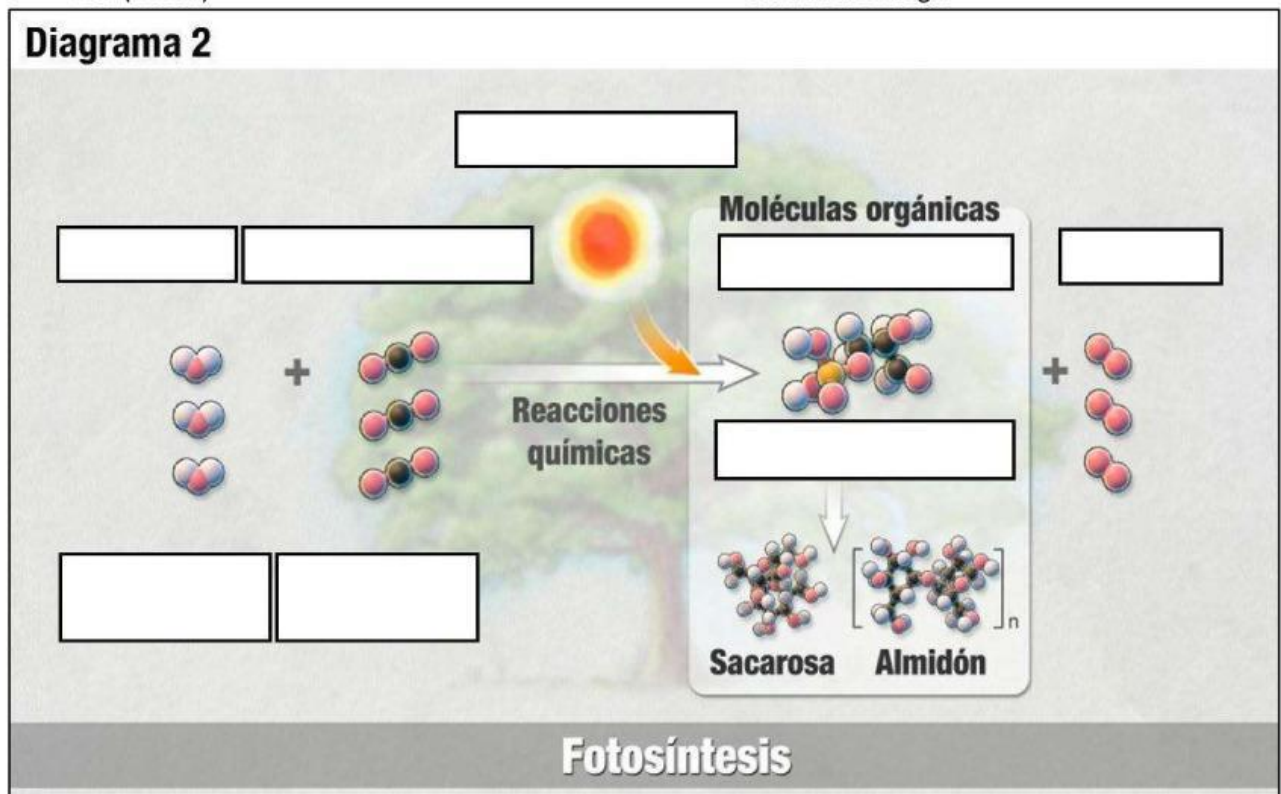 Diagrama 2
Moléculas orgánicas
+
+
Reacciones
químicas
n
Sacarosa
Almidón
Fotosíntesis